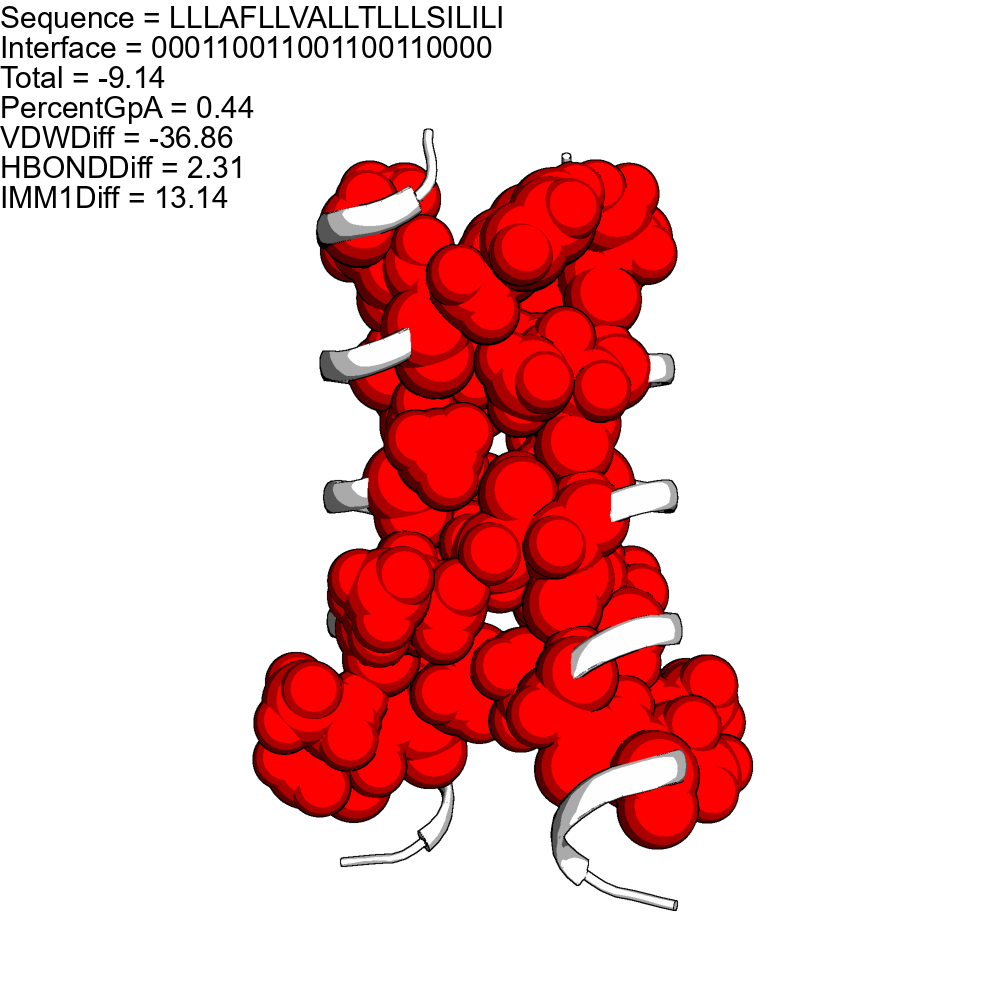 Sequence = LLLAFLLVALLTLLLSILILI
Interface = 000110011001100110000
Total = -9.14
PercentGpA = 0.44
VDWDiff = -36.86
HBONDDiff = 2.31
IMM1Diff = 13.14